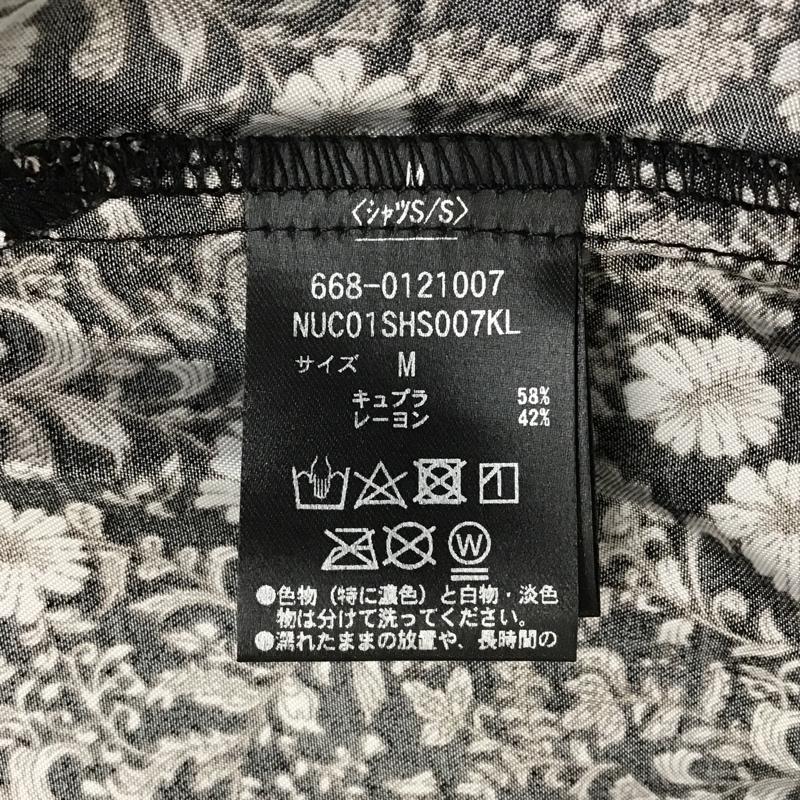 〈シャツS/S〉
668-0121007
NUC01SHS007KL
サイズ M
キュプラ 58%
レーヨン 42%
W
●色物（特に濃色）と白物・淡色
物は分けて洗ってください。
●濡れたままの放置や、長時間の